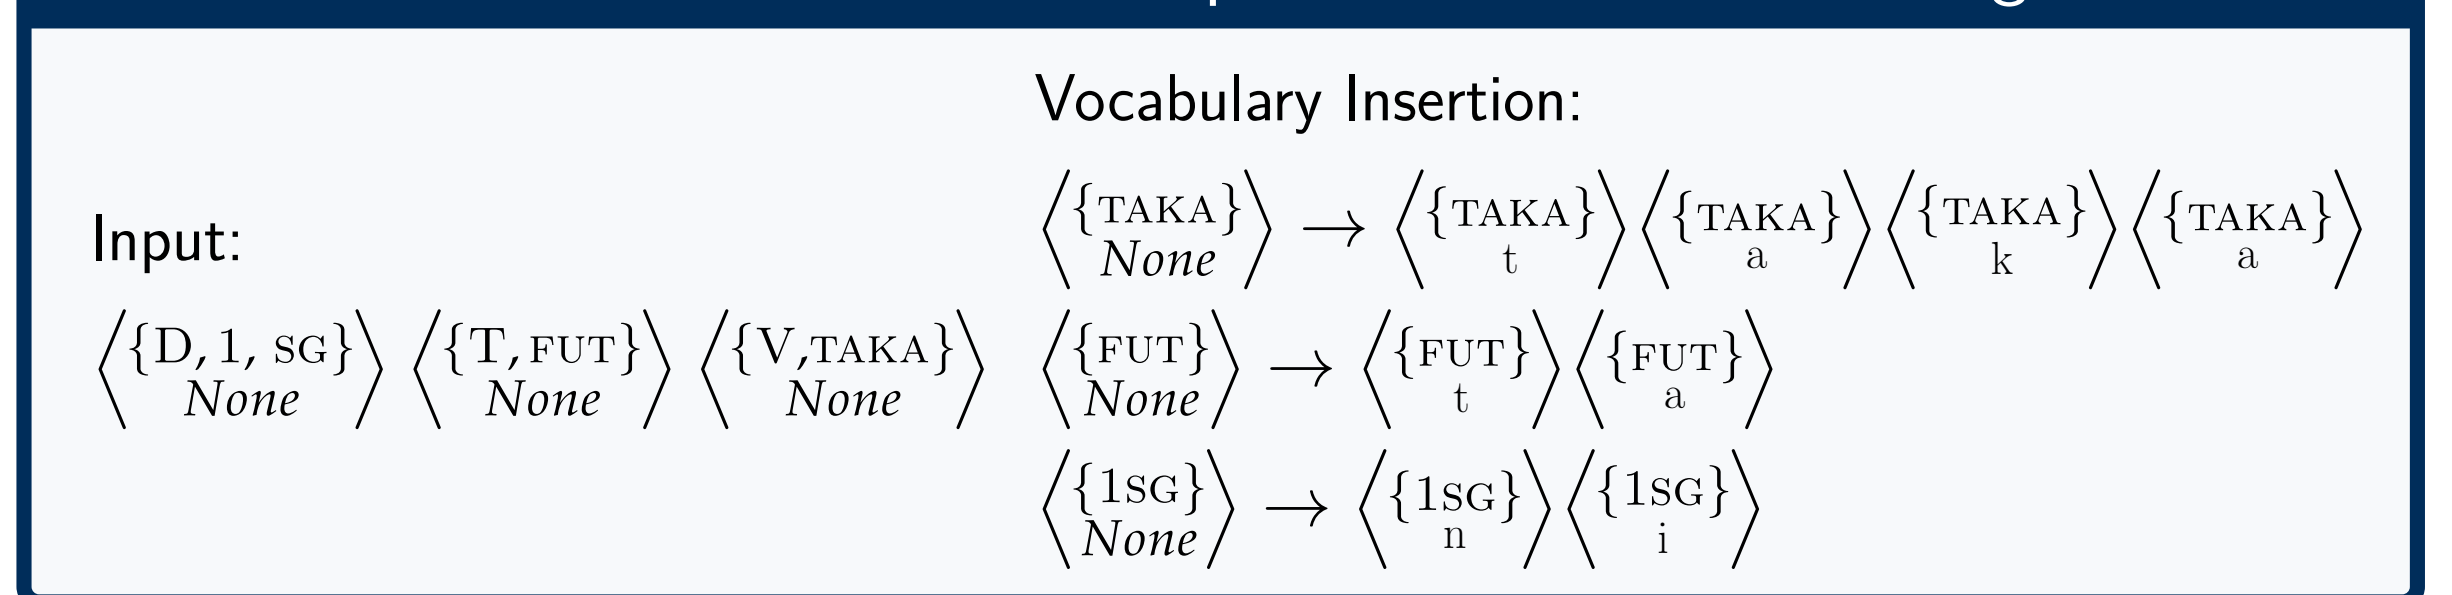 Input:
⟨{D, 1, SG} None⟩ ⟨{T, FUT} None⟩ ⟨{V,TAKA} None⟩
Vocabulary Insertion:
⟨{TAKA} None⟩ → ⟨{TAKA} t⟩ ⟨{TAKA} a⟩ ⟨{TAKA} k⟩ ⟨{TAKA} a⟩
⟨{FUT} None⟩ → ⟨{FUT} t⟩ ⟨{FUT} a⟩
⟨{1SG} None⟩ → ⟨{1SG} n⟩ ⟨{1SG} i⟩